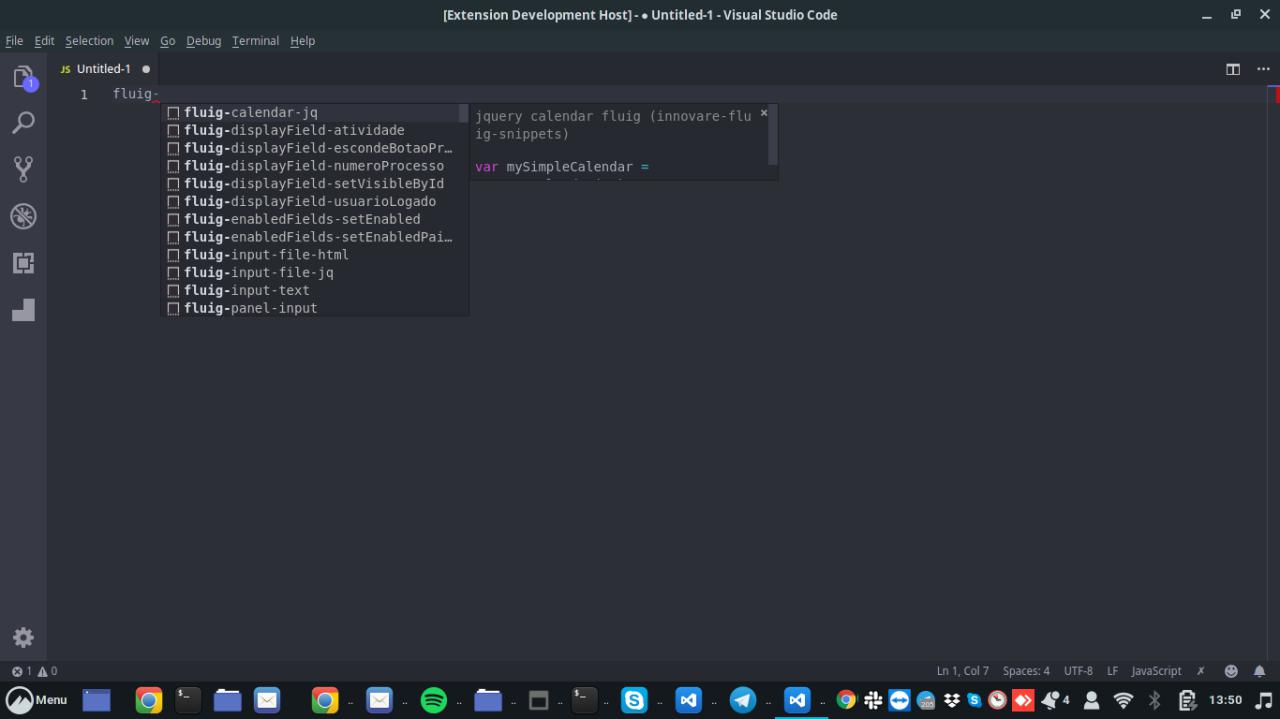 [Extension Development Host] - ● Untitled-1 - Visual Studio Code
File Edit Selection View Go Debug Terminal Help
JS Untitled-1 ●
1
1 fluig-
fluig-calendar-jq
fluig-displayField-atividade
fluig-displayField-escondeBotaoPr…
fluig-displayField-numeroProcesso
fluig-displayField-setVisibleById
fluig-displayField-usuarioLogado
fluig-enabledFields-setEnabled
fluig-enabledFields-setEnabledPai…
fluig-input-file-html
fluig-input-file-jq
fluig-input-text
fluig-panel-input
jquery calendar fluig (innovare-flu
ig-snippets)
var mySimpleCalendar =
1 0 Ln 1, Col 7 Spaces: 4 UTF-8 LF JavaScript
Menu 205 4 13:50